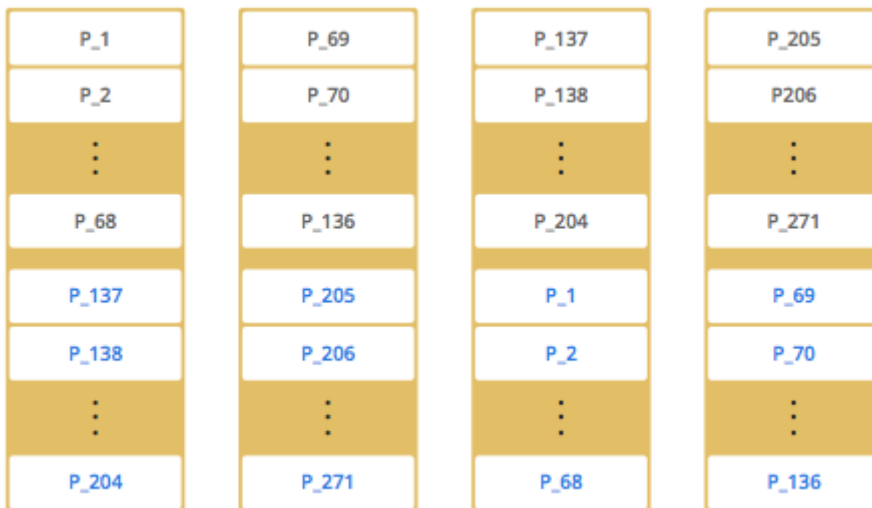 P_1 P_69 P_137 P_205
P_2 P_70 P_138 P206
P_68 P_136 P_204 P_271
P_137 P_205 P_1 P_69
P_138 P_206 P_2 P_70
P_204 P_271 P_68 P_136